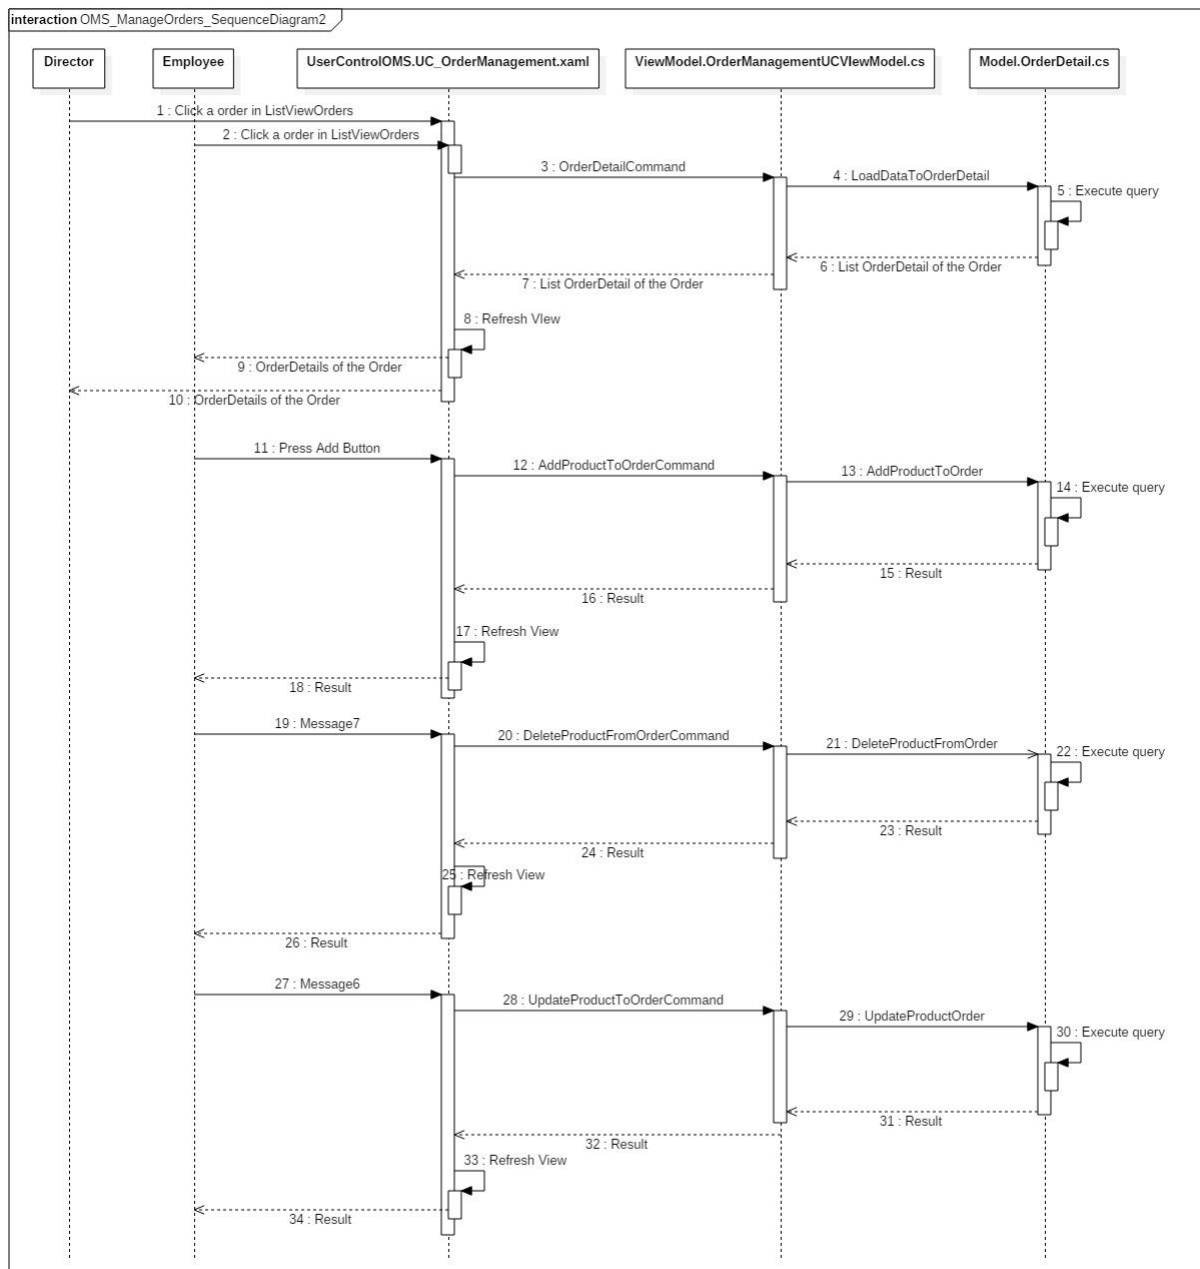 interaction OMS_ManageOrders_SequenceDiagram2
Director
Employee
UserControlOMS.UC_OrderManagement.xaml
ViewModel.OrderManagementUCVIewModel.cs
Model.OrderDetail.cs
1 : Click a order in ListViewOrders
2 : Click a order in ListViewOrders
3 : OrderDetailCommand
4 : LoadDataToOrderDetail
5 : Execute query
6 : List OrderDetail of the Order
7 : List OrderDetail of the Order
8 : Refresh VIew
9 : OrderDetails of the Order
10 : OrderDetails of the Order
11 : Press Add Button
12 : AddProductToOrderCommand
13 : AddProductToOrder
14 : Execute query
15 : Result
16 : Result
17 : Refresh View
18 : Result
19 : Message7
20 : DeleteProductFromOrderCommand
21 : DeleteProductFromOrder
22 : Execute query
23 : Result
24 : Result
25 : Refresh View
26 : Result
27 : Message6
28 : UpdateProductToOrderCommand
29 : UpdateProductOrder
30 : Execute query
31 : Result
32 : Result
33 : Refresh View
34 : Result